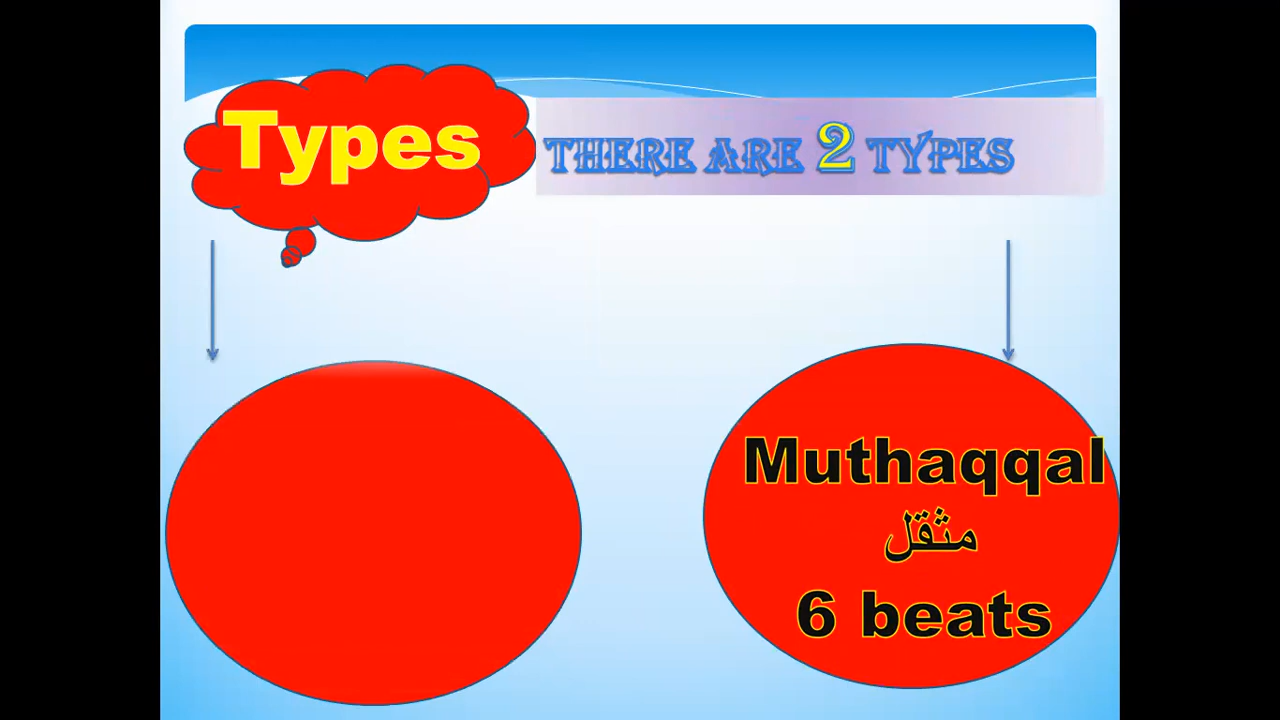 Types
THERE ARE 2 TYPES
Muthaqqal
مثقل
6 beats